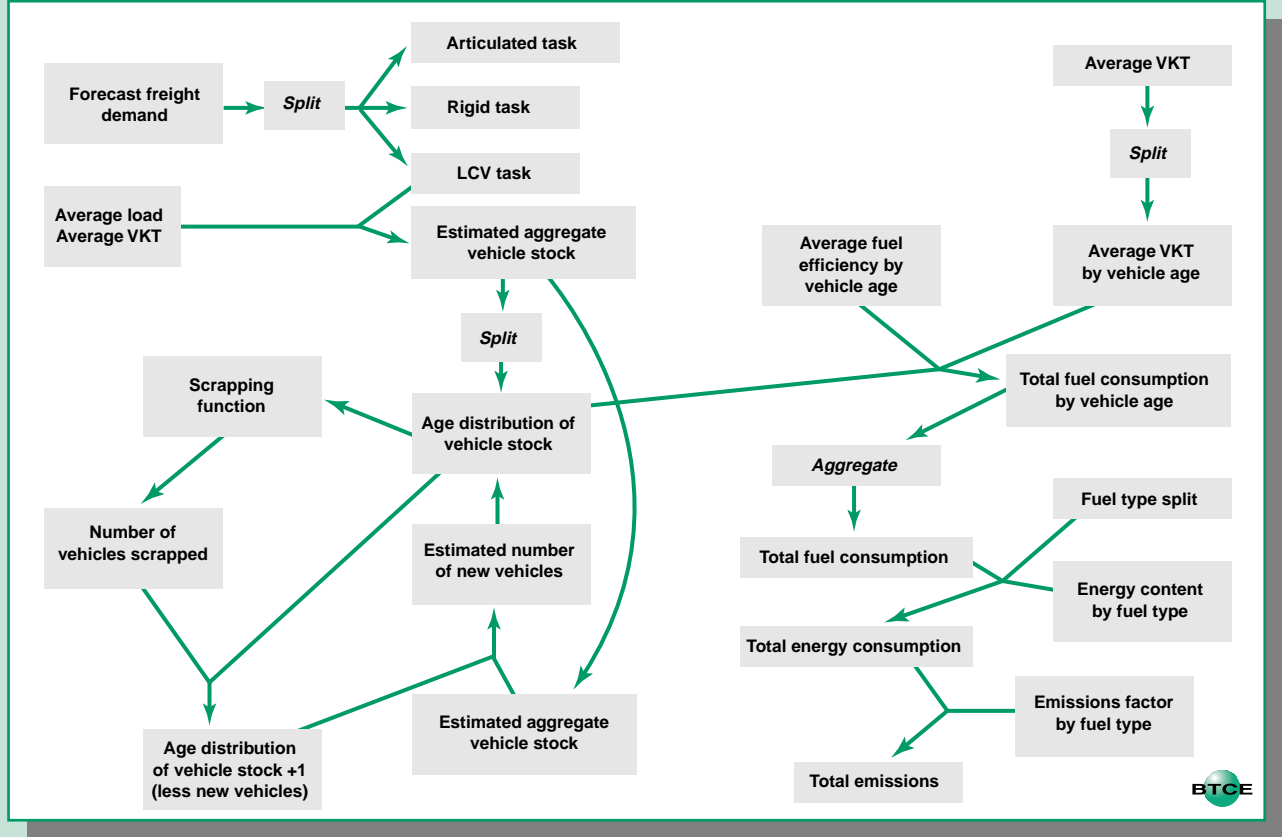 Articulated task
Forecast freight
demand
Split
Rigid task
LCV task
Average load
Average VKT
Estimated aggregate
vehicle stock
Split
Scrapping
function
Age distribution of
vehicle stock
Number of
vehicles scrapped
Estimated number
of new vehicles
Age distribution
of vehicle stock +1
(less new vehicles)
Estimated aggregate
vehicle stock
Average VKT
Split
Average fuel
efficiency by
vehicle age
Average VKT
by vehicle age
Total fuel consumption
by vehicle age
Aggregate
Fuel type split
Total fuel consumption
Energy content
by fuel type
Total energy consumption
Emissions factor
by fuel type
Total emissions
BTCE